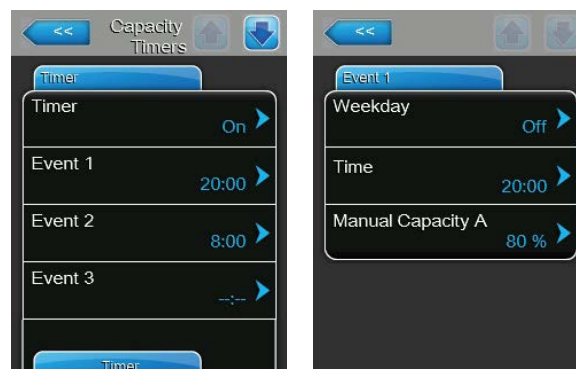 <<
Capacity
Timers
Timer
Timer
On
Event 1
20:00
Event 2
8:00
Event 3
--:--
Timer
<<
Event 1
Weekday
Off
Time
20:00
Manual Capacity A
80 %